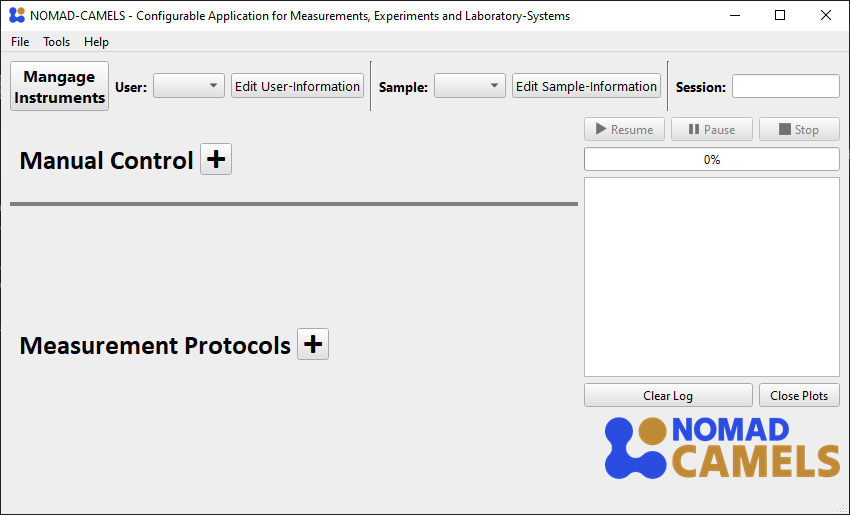 NOMAD-CAMELS - Configurable Application for Measurements, Experiments and Laboratory-Systems
File Tools Help
Mangage
Instruments
User:
Edit User-Information
Sample:
Edit Sample-Information
Session:
Resume
Pause
Stop
Manual Control +
0%
Measurement Protocols +
Clear Log
Close Plots
NOMAD
CAMELS